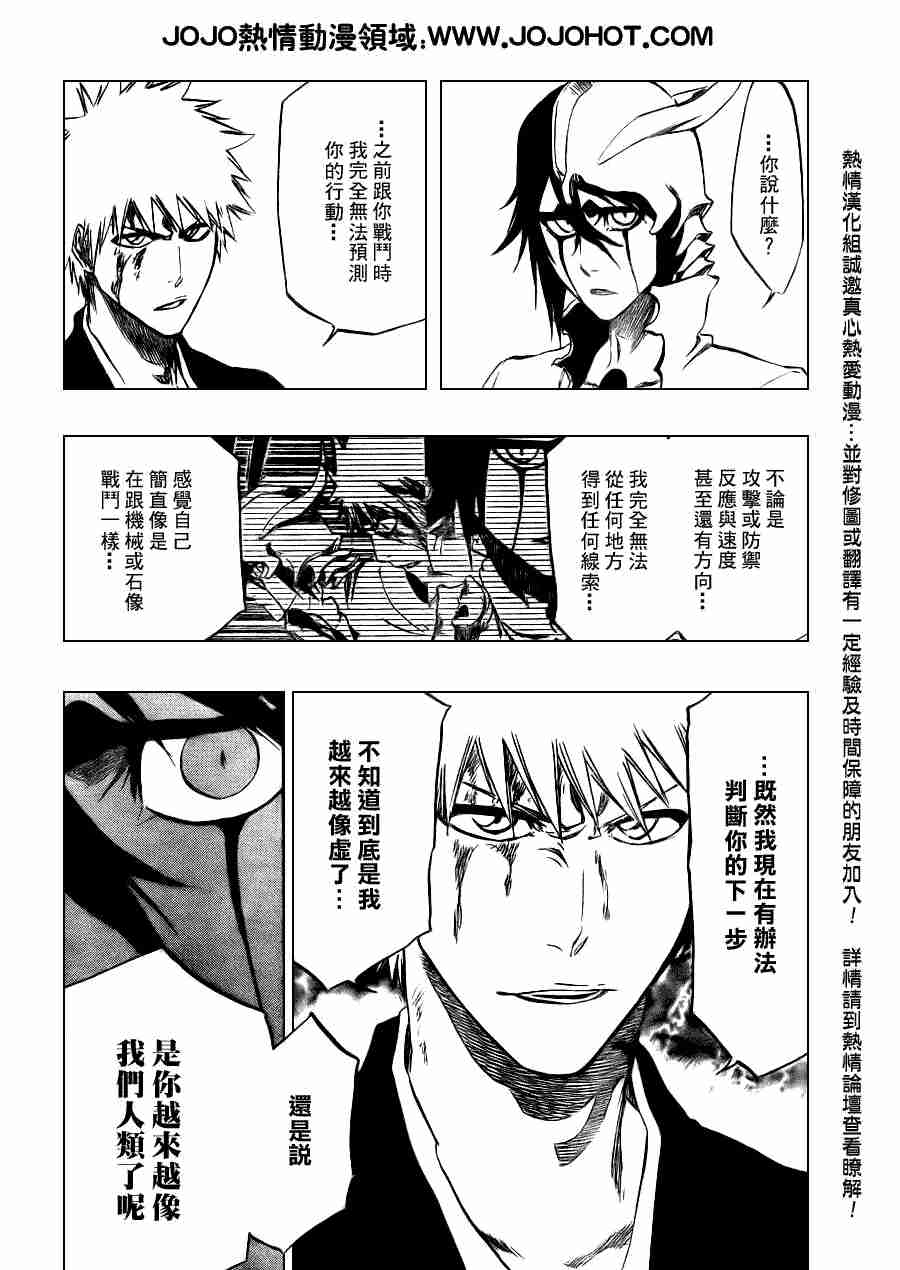 JOJO熱情動漫領域:WWW.JOJOHOT.COM
…你說什麼?
…之前跟你戰鬥時
我完全無法預測
你的行動…
不論是
攻擊或防禦
反應與速度
甚至還有方向…
我完全無法
從任何地方
得到任何線索…
感覺自己
簡直像是
在跟機械或石像
戰鬥一樣…
…既然我現在有辦法
判斷你的下一步
不知道到底是我
越來越像虛了…
還是説
是你越來越像
我們人類了呢
熱情漢化組誠邀真心熱愛動漫…並對修圖或翻譯有一定經驗及時間保障的朋友加入! 詳情請到熱情論壇查看瞭解!